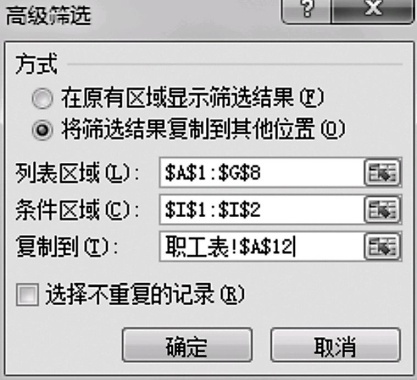 高级筛选
方式
在原有区域显示筛选结果(F)
将筛选结果复制到其他位置(O)
列表区域(L): $A$1:$G$8
条件区域(C): $I$1:$I$2
复制到(T): 职工表!$A$12
选择不重复的记录(R)
确定 取消